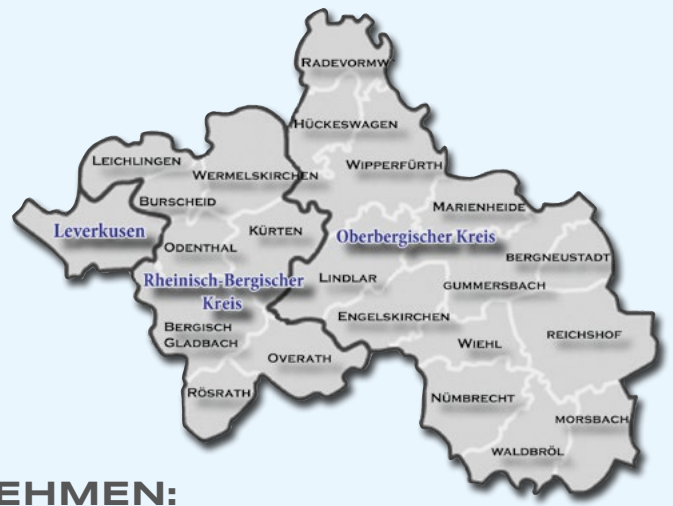 RADEVORMW
HÜCKESWAGEN
LEICHLINGEN
WERMELSKIRCHEN
WIPPERFÜRTH
BURSCHEID
MARIENHEIDE
Leverkusen
KÜRTEN
Oberbergischer Kreis
ODENTHAL
BERGNEUSTADT
Rheinisch-Bergischer
Kreis
LINDLAR
GUMMERSBACH
ENGELSKIRCHEN
BERGISCH
GLADBACH
REICHSHOF
WIEHL
OVERATH
RÖSRATH
NÜMBRECHT
MORSBACH
WALDBRÖL
EHMEN: